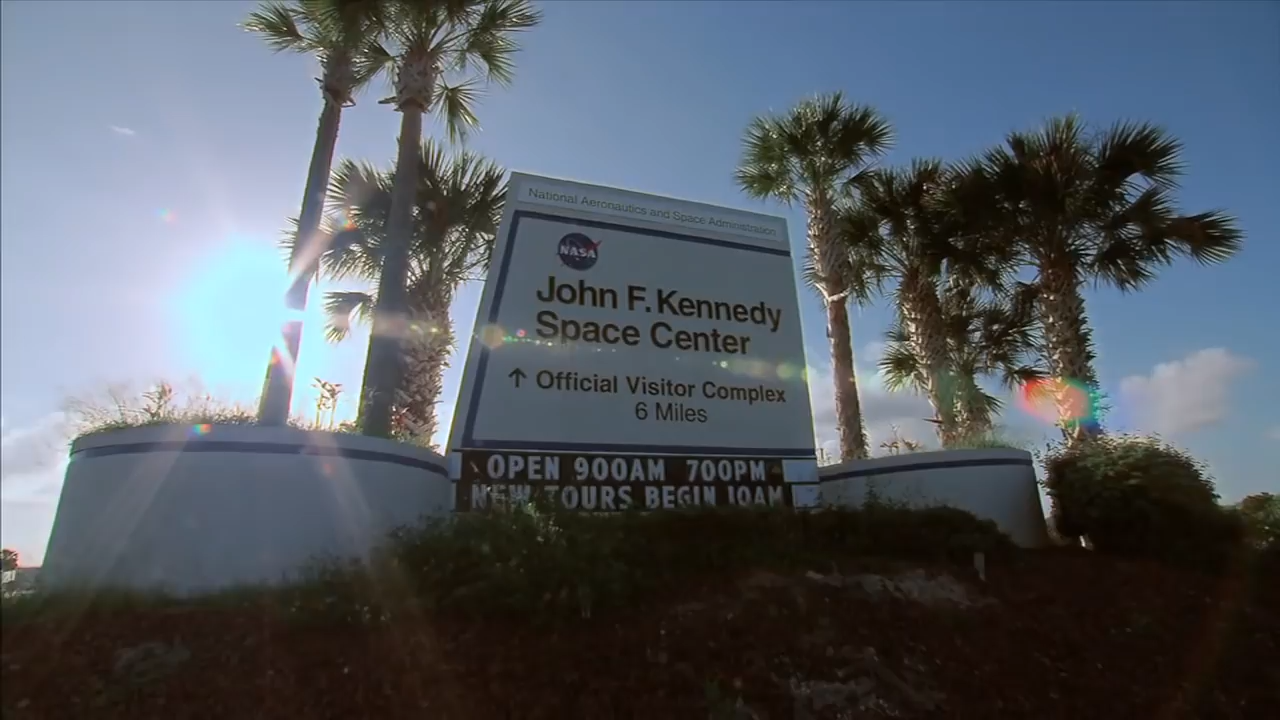 National Aeronautics and Space Administration
NASA
John F. Kennedy
Space Center
↑ Official Visitor Complex
6 Miles
OPEN 900AM 700PM
NEW TOURS BEGIN 10AM